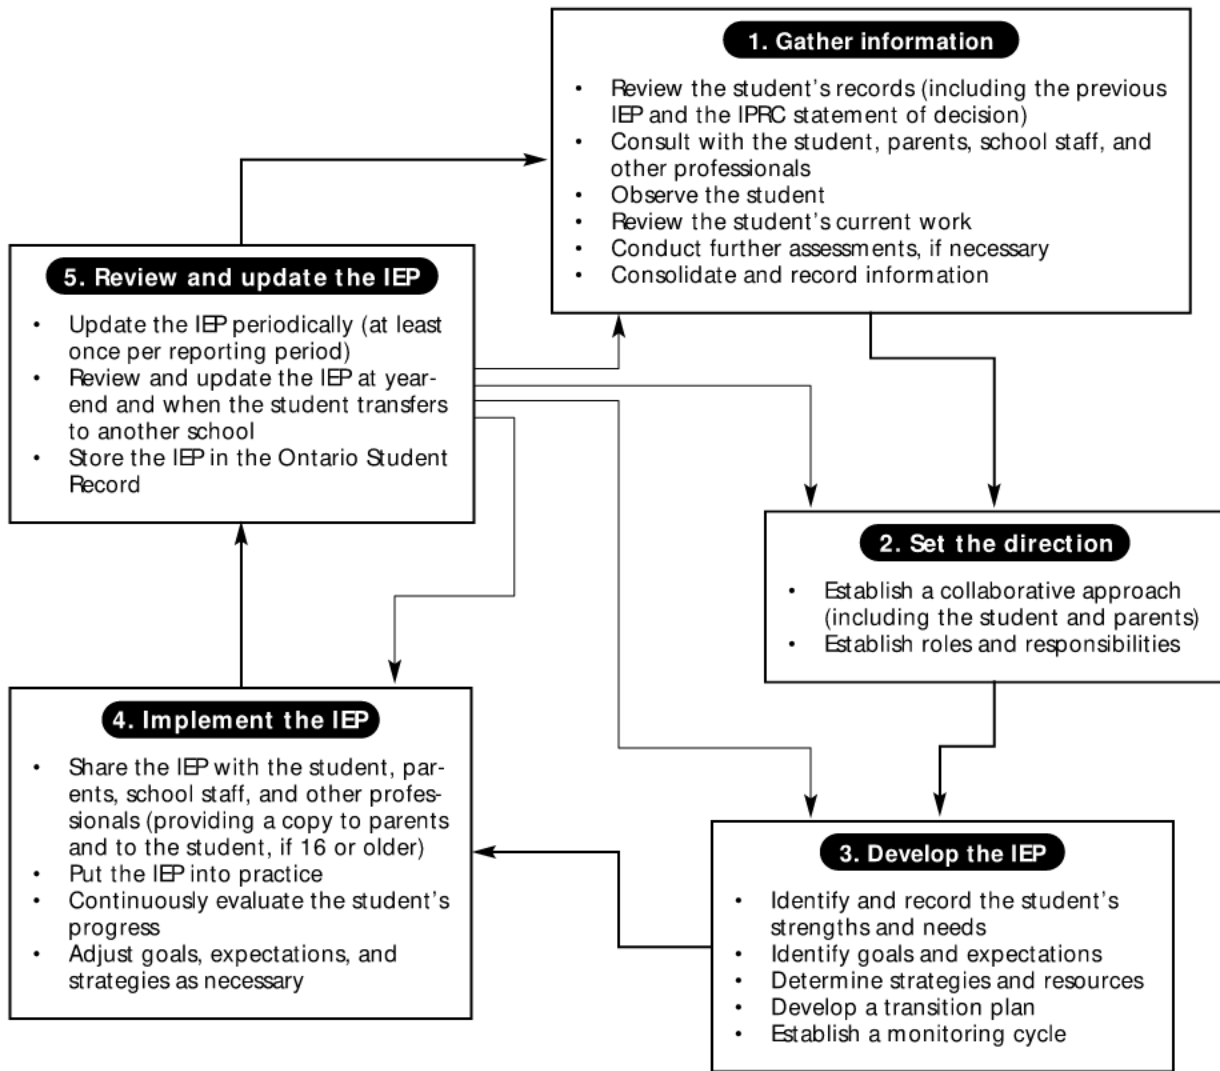 1. Gather information
• Review the student's records (including the previous
IEP and the IPRC statement of decision)
• Consult with the student, parents, school staff, and
other professionals
• Observe the student
• Review the student's current work
• Conduct further assessments, if necessary
• Consolidate and record information
5. Review and update the IEP
• Update the IEP periodically (at least
once per reporting period)
• Review and update the IEP at year-
end and when the student transfers
to another school
• Store the IEP in the Ontario Student
Record
2. Set the direction
• Establish a collaborative approach
(including the student and parents)
• Establish roles and responsibilities
4. Implement the IEP
• Share the IEP with the student, par-
ents, school staff, and other profes-
sionals (providing a copy to parents
and to the student, if 16 or older)
• Put the IEP into practice
• Continuously evaluate the student's
progress
• Adjust goals, expectations, and
strategies as necessary
3. Develop the IEP
• Identify and record the student's
strengths and needs
• Identify goals and expectations
• Determine strategies and resources
• Develop a transition plan
• Establish a monitoring cycle